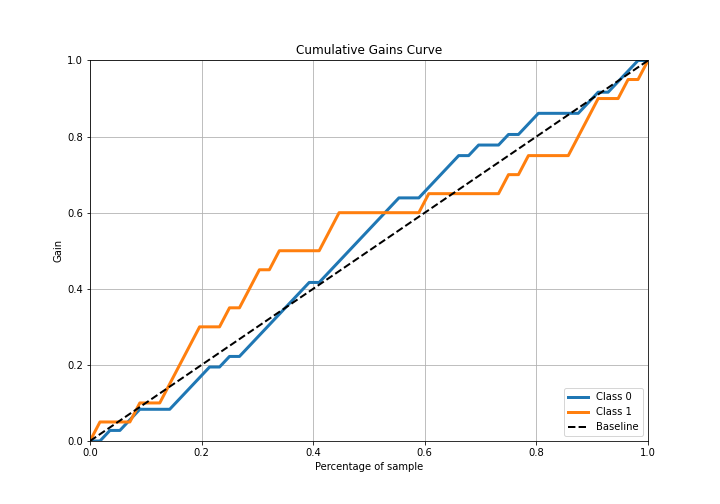 Cumulative Gains Curve
1.0
0.8
0.6
0.4
0.2
0.0
Gain
0.0 0.2 0.4 0.6 0.8 1.0
Percentage of sample
Class 0
Class 1
Baseline